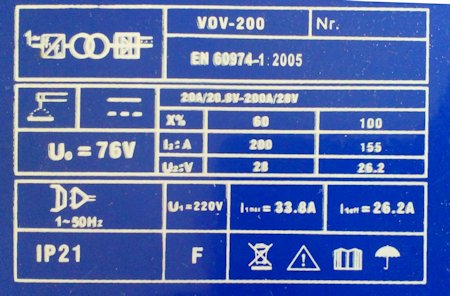 VOV-200 Nr.
1~
EN 60974-1:2005
20A/20.8V-200A/28V
X% 60 100
U₀ = 76V
I₂:A 200 155
U₂:V 28 26.2
1~50Hz
U₁=220V I₁max=33.8A I₁eff=26.2A
IP21 F